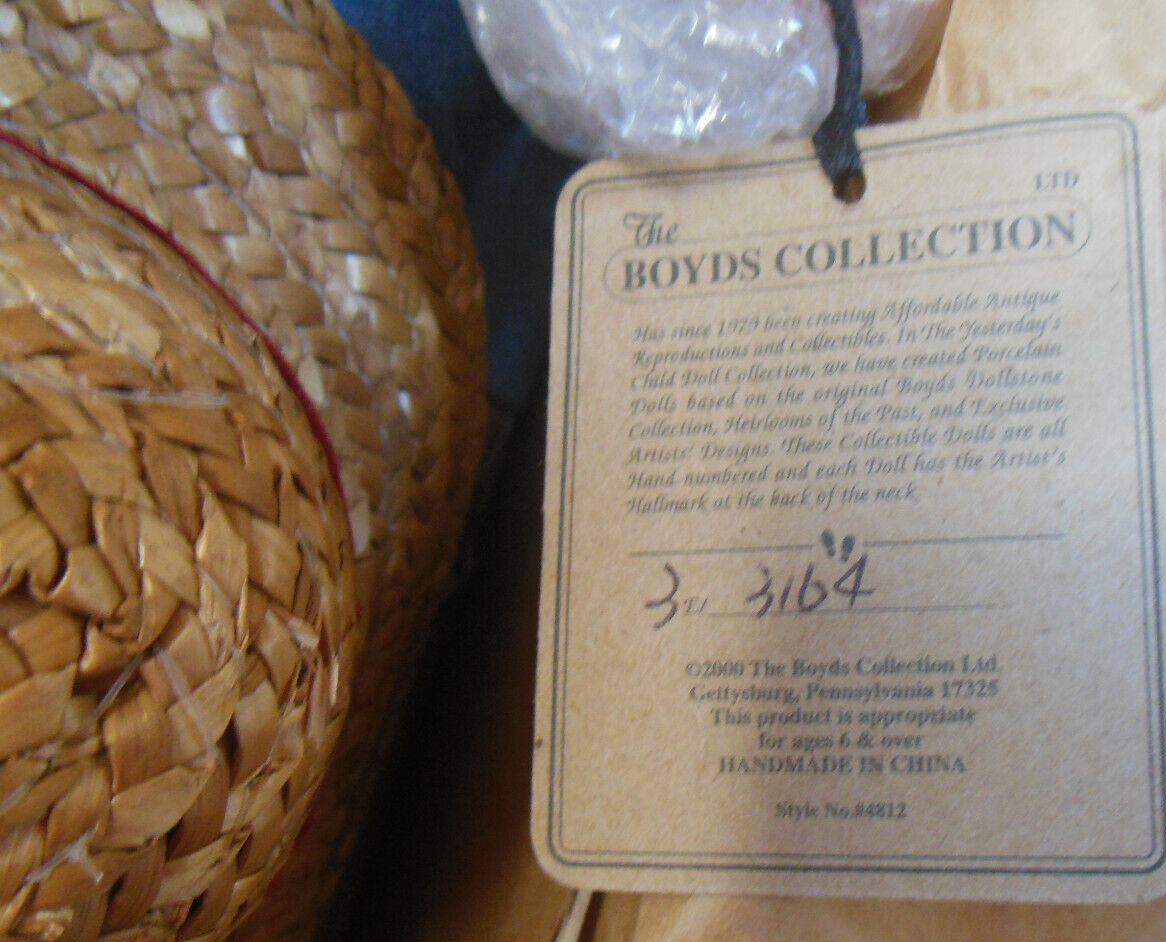 LTD
The
BOYDS COLLECTION
Has since 1979 been creating Affordable Antique
Reproductions and Collectibles. In The Yesterday's
Child Doll Collection, we have created Porcelain
Dolls based on the original Boyds Dollstone
Collection, Heirlooms of the Past, and Exclusive
Artists' Designs. These Collectible Dolls are all
Hand-numbered and each Doll has the Artist's
Hallmark at the back of the neck.
3E/ 3164
©2000 The Boyds Collection Ltd.
Gettysburg, Pennsylvania 17325
This product is appropriate
for ages 6 & over
HANDMADE IN CHINA
Style No.#4812